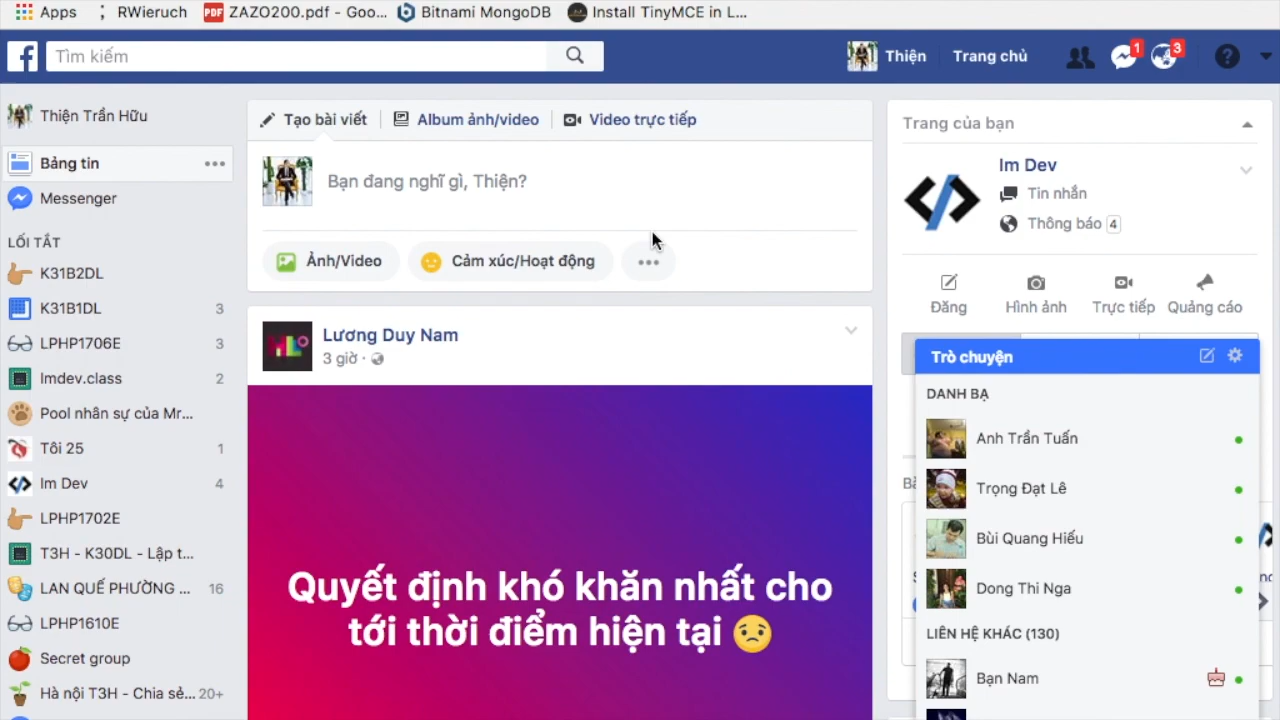 Apps
RWieruch
PDF
ZAZO200.pdf - Goo...
Bitnami MongoDB
Install TinyMCE in L...
Tìm kiếm
Thiện
Trang chủ
1
3
Thiện Trần Hữu
Bảng tin
Messenger
LỐI TẮT
K31B2DL
K31B1DL 3
LPHP1706E 3
Imdev.class 2
Pool nhân sự của Mr...
Tôi 25 1
Im Dev 4
LPHP1702E
T3H - K30DL - Lập t...
LAN QUẾ PHƯỜNG ... 16
LPHP1610E
Secret group
Hà nội T3H - Chia sẻ... 20+
Tạo bài viết
Album ảnh/video
Video trực tiếp
Bạn đang nghĩ gì, Thiện?
Ảnh/Video
Cảm xúc/Hoạt động
Lương Duy Nam
3 giờ ·
Quyết định khó khăn nhất cho
tới thời điểm hiện tại 😟
Trang của bạn
Im Dev
Tin nhắn
Thông báo 4
Đăng
Hình ảnh
Trực tiếp
Quảng cáo
Trò chuyện
DANH BẠ
Anh Trần Tuấn
Trọng Đạt Lê
Bùi Quang Hiếu
Dong Thi Nga
LIÊN HỆ KHÁC (130)
Bạn Nam